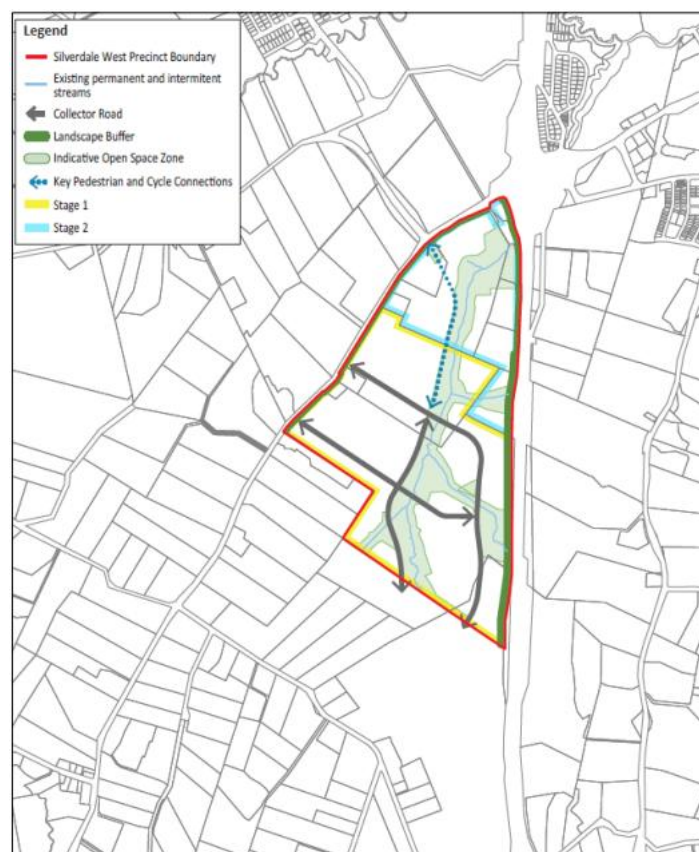 Legend
Silverdale West Precinct Boundary
Existing permanent and intermitent
streams
Collector Road
Landscape Buffer
Indicative Open Space Zone
Key Pedestrian and Cycle Connections
Stage 1
Stage 2